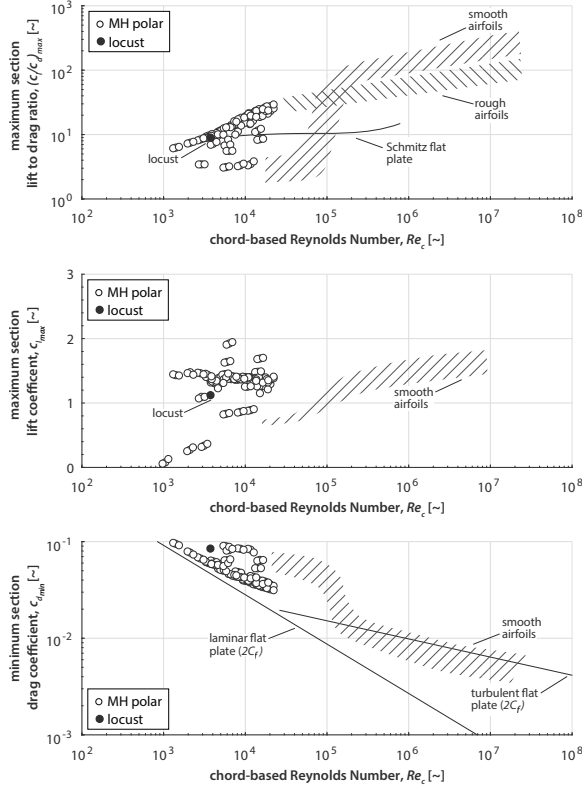 maximum section
lift to drag ratio, (cₗ/c_d)ₘₐₓ [~]
10³
10²
10¹
10⁰
MH polar
locust
smooth
airfoils
rough
airfoils
locust
Schmitz flat
plate
10² 10³ 10⁴ 10⁵ 10⁶ 10⁷ 10⁸
chord-based Reynolds Number, Re_c [~]
maximum section
lift coefficient, c_lmax [~]
3
2
1
0
MH polar
locust
locust
smooth
airfoils
10² 10³ 10⁴ 10⁵ 10⁶ 10⁷ 10⁸
chord-based Reynolds Number, Re_c [~]
minimum section
drag coefficient, c_dmin [~]
10⁻¹
10⁻²
10⁻³
laminar flat
plate (2C_f)
smooth
airfoils
turbulent flat
plate (2C_f)
MH polar
locust
10² 10³ 10⁴ 10⁵ 10⁶ 10⁷ 10⁸
chord-based Reynolds Number, Re_c [~]